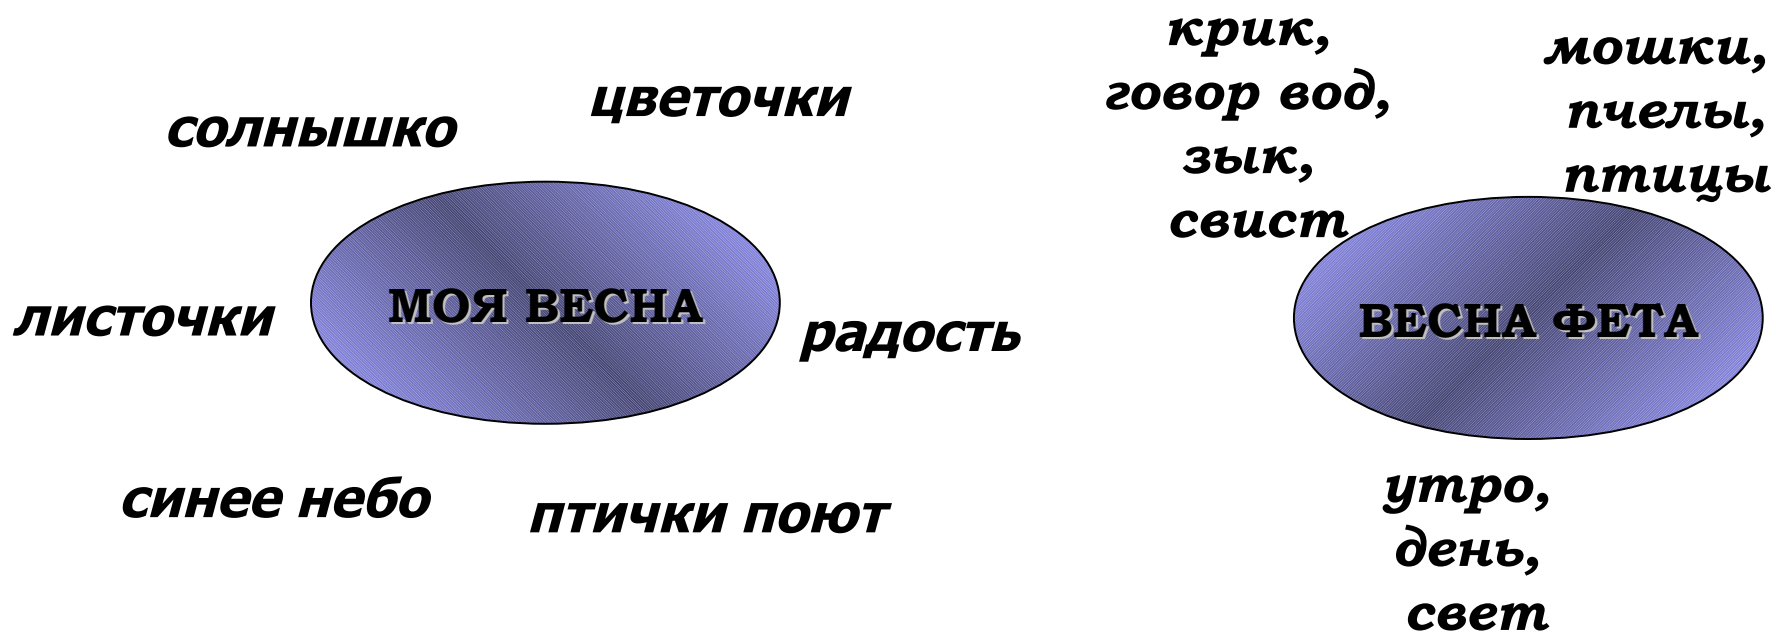 солнышко
цветочки
листочки
МОЯ ВЕСНА
радость
синее небо
птички поют
крик,
говор вод,
зык,
свист
мошки,
пчелы,
птицы
ВЕСНА ФЕТА
утро,
день,
свет